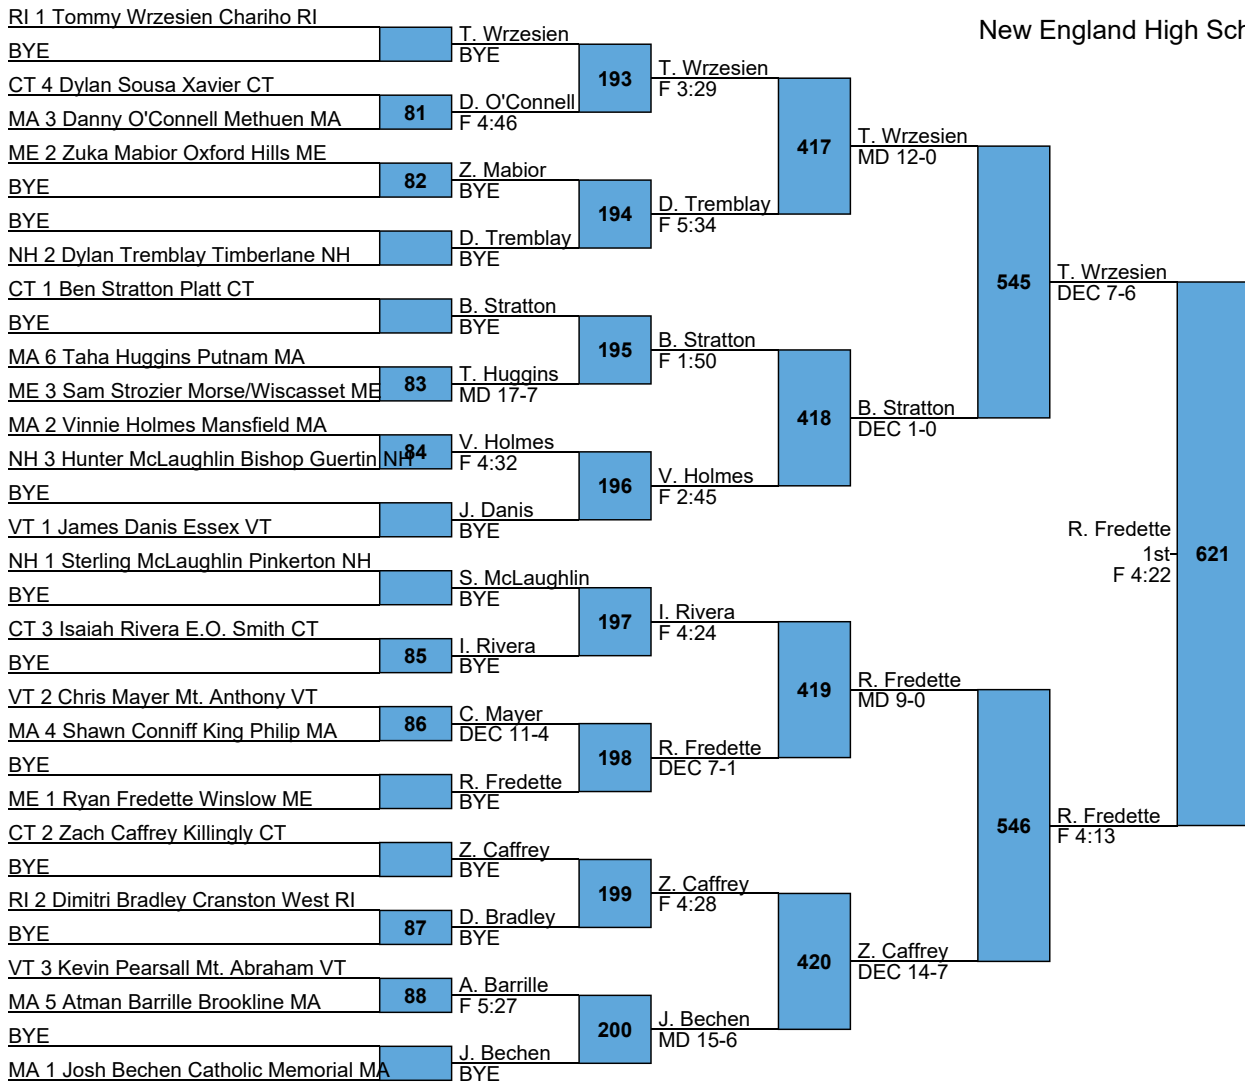 New England High Sch
RI 1 Tommy Wrzesien Chariho RI
BYE
CT 4 Dylan Sousa Xavier CT
MA 3 Danny O'Connell Methuen MA
ME 2 Zuka Mabior Oxford Hills ME
BYE
BYE
NH 2 Dylan Tremblay Timberlane NH
CT 1 Ben Stratton Platt CT
BYE
MA 6 Taha Huggins Putnam MA
ME 3 Sam Strozier Morse/Wiscasset ME
MA 2 Vinnie Holmes Mansfield MA
NH 3 Hunter McLaughlin Bishop Guertin NH
BYE
VT 1 James Danis Essex VT
NH 1 Sterling McLaughlin Pinkerton NH
BYE
CT 3 Isaiah Rivera E.O. Smith CT
BYE
VT 2 Chris Mayer Mt. Anthony VT
MA 4 Shawn Conniff King Philip MA
BYE
ME 1 Ryan Fredette Winslow ME
CT 2 Zach Caffrey Killingly CT
BYE
RI 2 Dimitri Bradley Cranston West RI
BYE
VT 3 Kevin Pearsall Mt. Abraham VT
MA 5 Atman Barrille Brookline MA
BYE
MA 1 Josh Bechen Catholic Memorial MA
81
82
83
84
85
86
87
88
T. Wrzesien
BYE
D. O'Connell
F 4:46
Z. Mabior
BYE
D. Tremblay
BYE
B. Stratton
BYE
T. Huggins
MD 17-7
V. Holmes
F 4:32
J. Danis
BYE
S. McLaughlin
BYE
I. Rivera
BYE
C. Mayer
DEC 11-4
R. Fredette
BYE
Z. Caffrey
BYE
D. Bradley
BYE
A. Barrille
F 5:27
J. Bechen
BYE
193
194
195
196
197
198
199
200
T. Wrzesien
F 3:29
D. Tremblay
F 5:34
B. Stratton
F 1:50
V. Holmes
F 2:45
I. Rivera
F 4:24
R. Fredette
DEC 7-1
Z. Caffrey
F 4:28
J. Bechen
MD 15-6
417
418
419
420
T. Wrzesien
MD 12-0
B. Stratton
DEC 1-0
R. Fredette
MD 9-0
Z. Caffrey
DEC 14-7
545
546
T. Wrzesien
DEC 7-6
R. Fredette
F 4:13
R. Fredette
1st
F 4:22
621